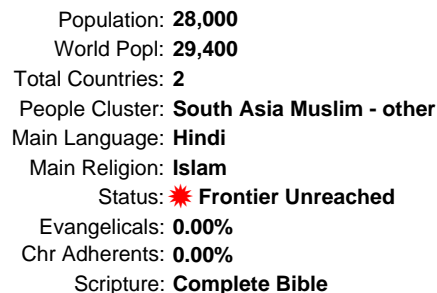 Population: 28,000
World Popl: 29,400
Total Countries: 2
People Cluster: South Asia Muslim - other
Main Language: Hindi
Main Religion: Islam
Status: Frontier Unreached
Evangelicals: 0.00%
Chr Adherents: 0.00%
Scripture: Complete Bible